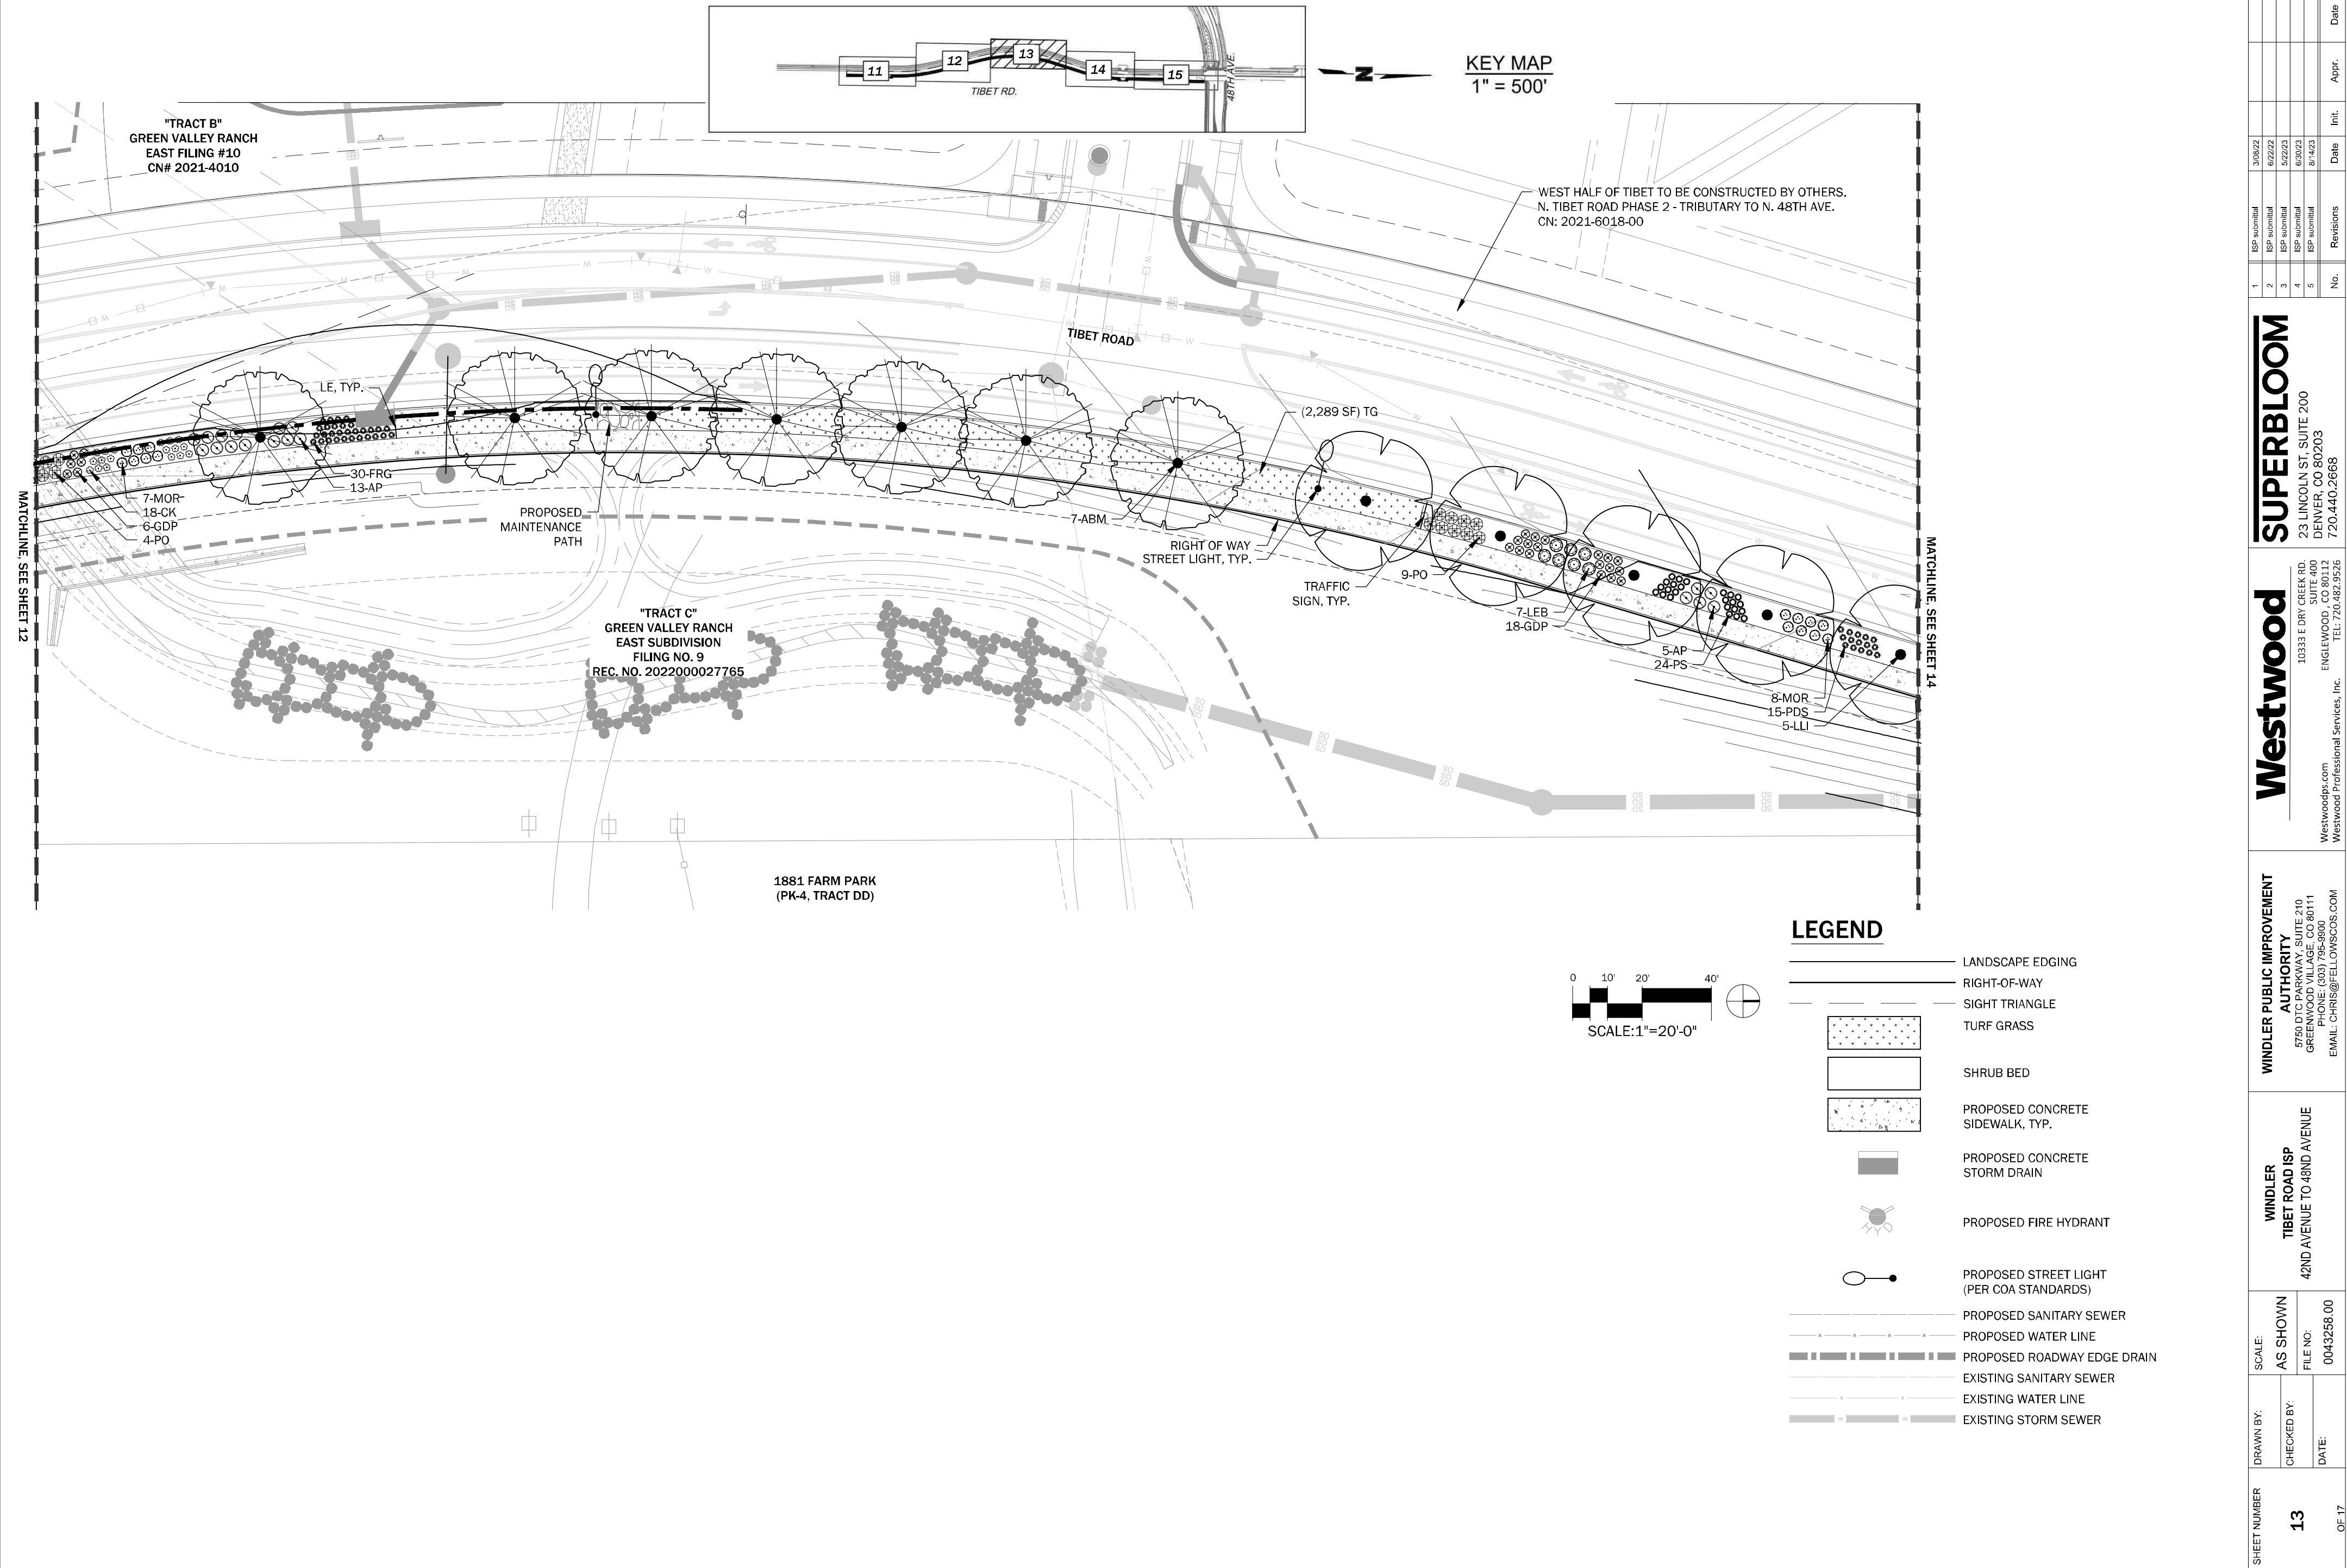 11
12
13
14
15
TIBET RD.
48TH AVE.
N
KEY MAP
1" = 500'
"TRACT B"
GREEN VALLEY RANCH
EAST FILING #10
CN# 2021-4010
WEST HALF OF TIBET TO BE CONSTRUCTED BY OTHERS.
N. TIBET ROAD PHASE 2 - TRIBUTARY TO N. 48TH AVE.
CN: 2021-6018-00
TIBET ROAD
LE, TYP.
(2,289 SF) TG
30-FRG
13-AP
7-MOR
18-CK
6-GDP
4-PO
PROPOSED
MAINTENANCE
PATH
7-ABM
RIGHT OF WAY
STREET LIGHT, TYP.
TRAFFIC
SIGN, TYP.
9-PO
7-LEB
18-GDP
5-AP
24-PS
8-MOR
15-PDS
5-LLI
MATCHLINE, SEE SHEET 12
MATCHLINE, SEE SHEET 14
"TRACT C"
GREEN VALLEY RANCH
EAST SUBDIVISION
FILING NO. 9
REC. NO. 2022000027765
1881 FARM PARK
(PK-4, TRACT DD)
0 10' 20' 40'
SCALE:1"=20'-0"
LEGEND
LANDSCAPE EDGING
RIGHT-OF-WAY
SIGHT TRIANGLE
TURF GRASS
SHRUB BED
PROPOSED CONCRETE
SIDEWALK, TYP.
PROPOSED CONCRETE
STORM DRAIN
PROPOSED FIRE HYDRANT
PROPOSED STREET LIGHT
(PER COA STANDARDS)
PROPOSED SANITARY SEWER
PROPOSED WATER LINE
PROPOSED ROADWAY EDGE DRAIN
EXISTING SANITARY SEWER
EXISTING WATER LINE
EXISTING STORM SEWER
1 ISP submittal 3/08/22
2 ISP submittal 6/22/22
3 ISP submittal 5/22/23
4 ISP submittal 6/30/23
5 ISP submittal 8/14/23
No. Revisions Date Init. Appr. Date
SUPERBLOOM
23 LINCOLN ST, SUITE 200
DENVER, CO 80203
720.440.2668
Westwood
10333 E DRY CREEK RD.
SUITE 400
ENGLEWOOD , CO 80112
TEL: 720.482.9526
Westwoodps.com
Westwood Professional Services, Inc.
WINDLER PUBLIC IMPROVEMENT
AUTHORITY
5750 DTC PARKWAY, SUITE 210
GREENWOOD VILLAGE, CO 80111
PHONE: (303) 795-9900
EMAIL: CHRIS@FELLOWSCOS.COM
WINDLER
TIBET ROAD ISP
42ND AVENUE TO 48ND AVENUE
SCALE:
AS SHOWN
FILE NO:
0043258.00
DRAWN BY:
CHECKED BY:
DATE:
SHEET NUMBER
13
OF 17